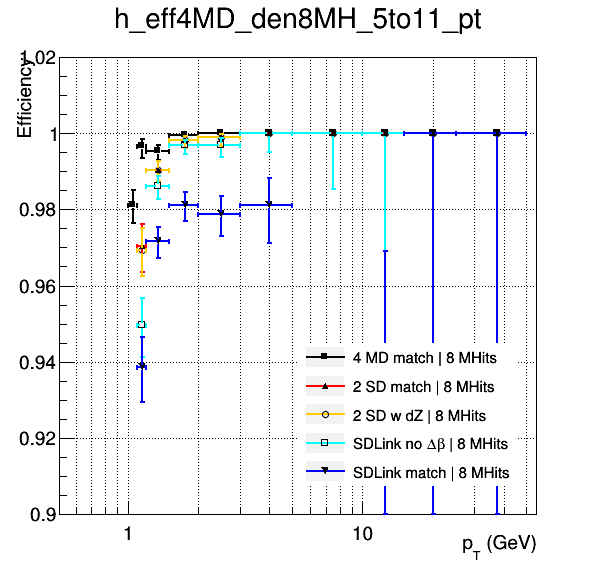 h_eff4MD_den8MH_5to11_pt
Efficiency
1.02
1
0.98
0.96
0.94
0.92
0.9
4 MD match | 8 MHits
2 SD match | 8 MHits
2 SD w dZ | 8 MHits
SDLink no Δβ | 8 MHits
SDLink match | 8 MHits
1
10
p_T (GeV)